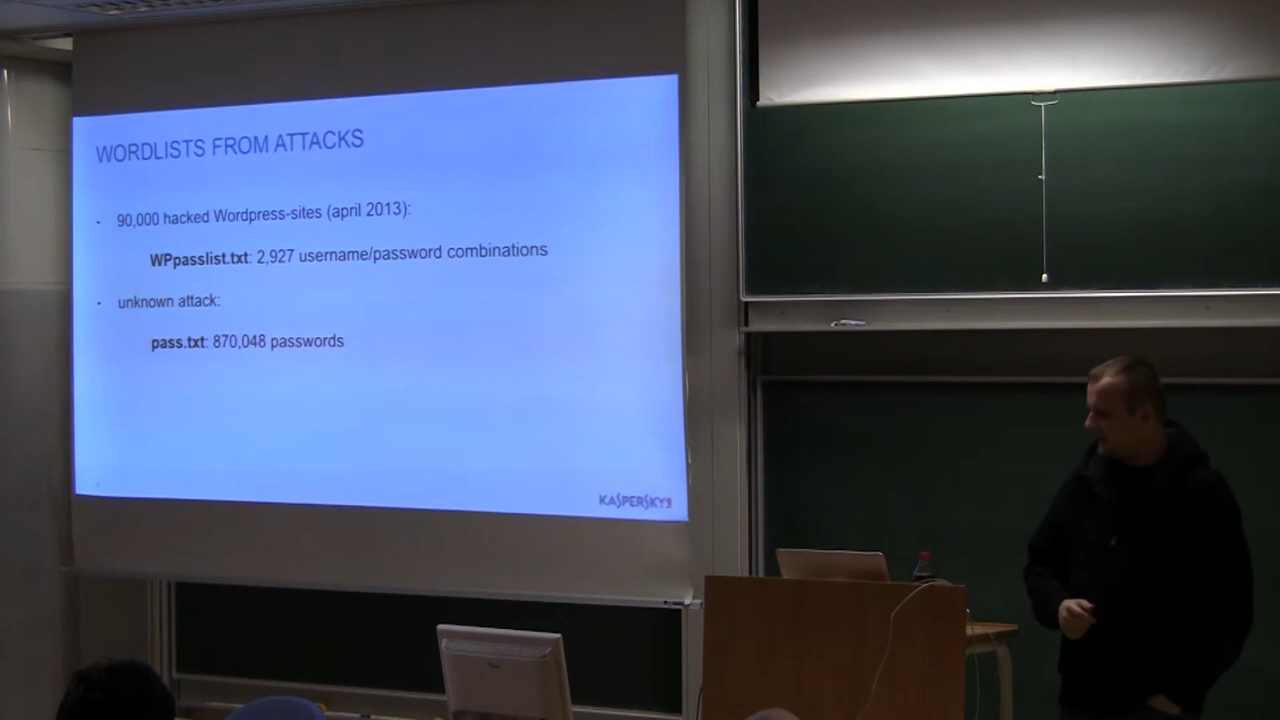 WORDLISTS FROM ATTACKS
- 90,000 hacked Wordpress-sites (april 2013):
WPpasslist.txt: 2,927 username/password combinations
- unknown attack:
pass.txt: 870,048 passwords
KASPERSKY